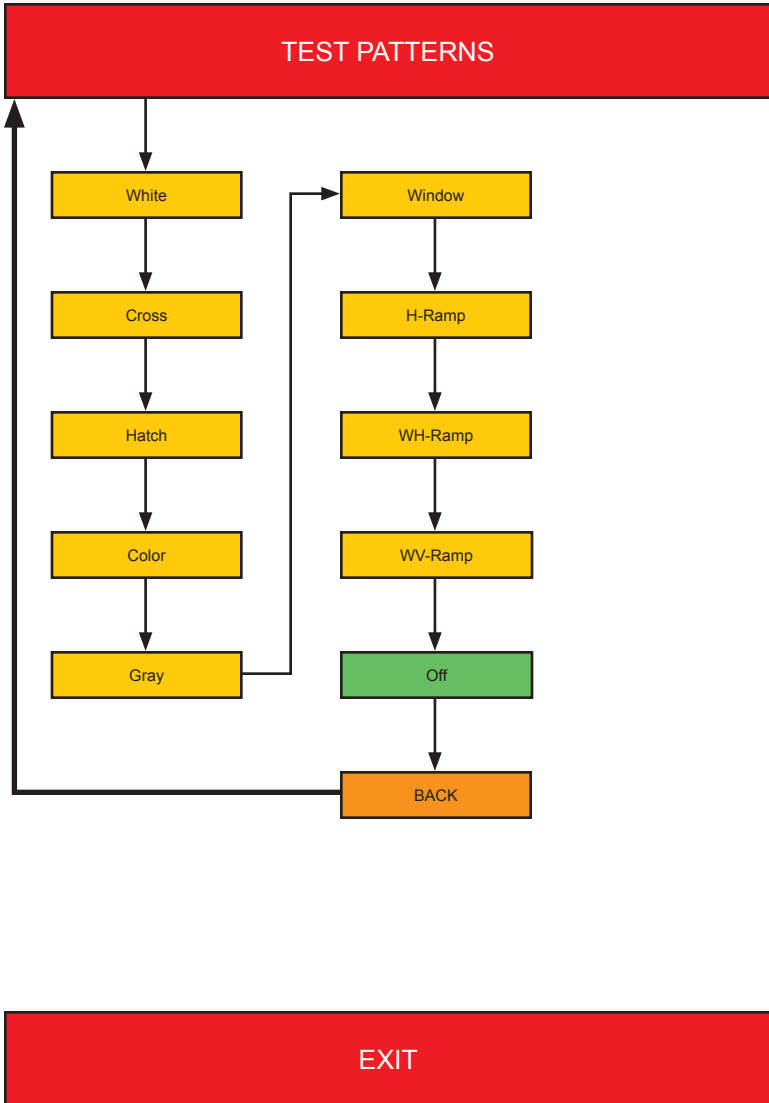 TEST PATTERNS
White
Cross
Hatch
Color
Gray
Window
H-Ramp
WH-Ramp
WV-Ramp
Off
BACK
EXIT